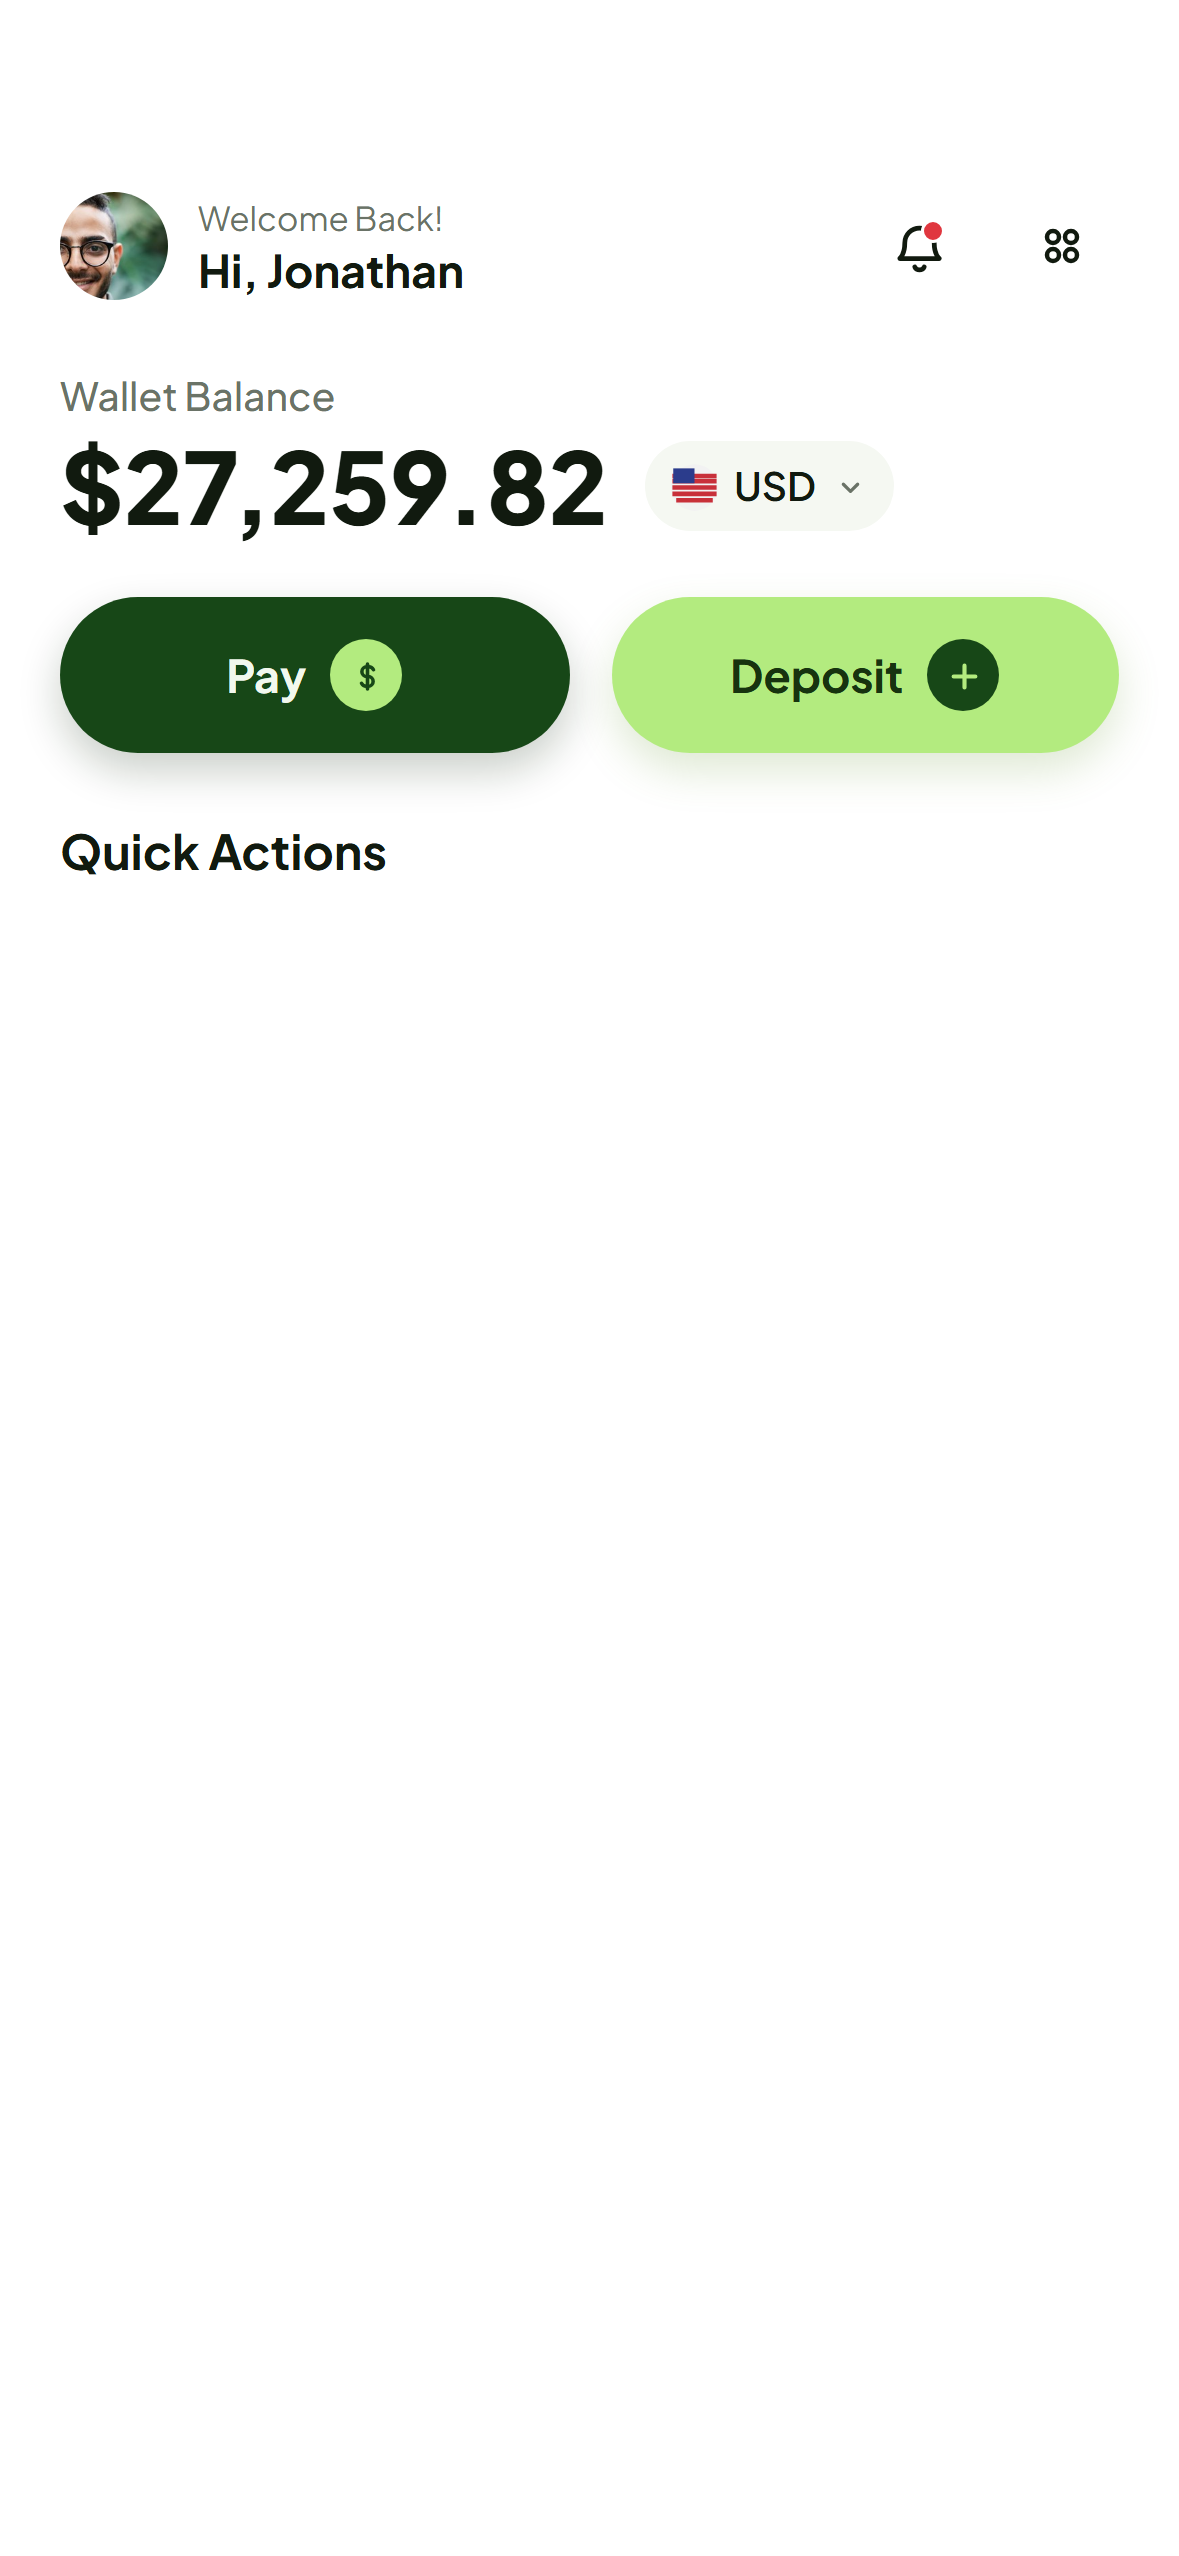 Welcome Back!
Hi, Jonathan
Wallet Balance
$27,259.82
USD
Pay $
Deposit +
Quick Actions